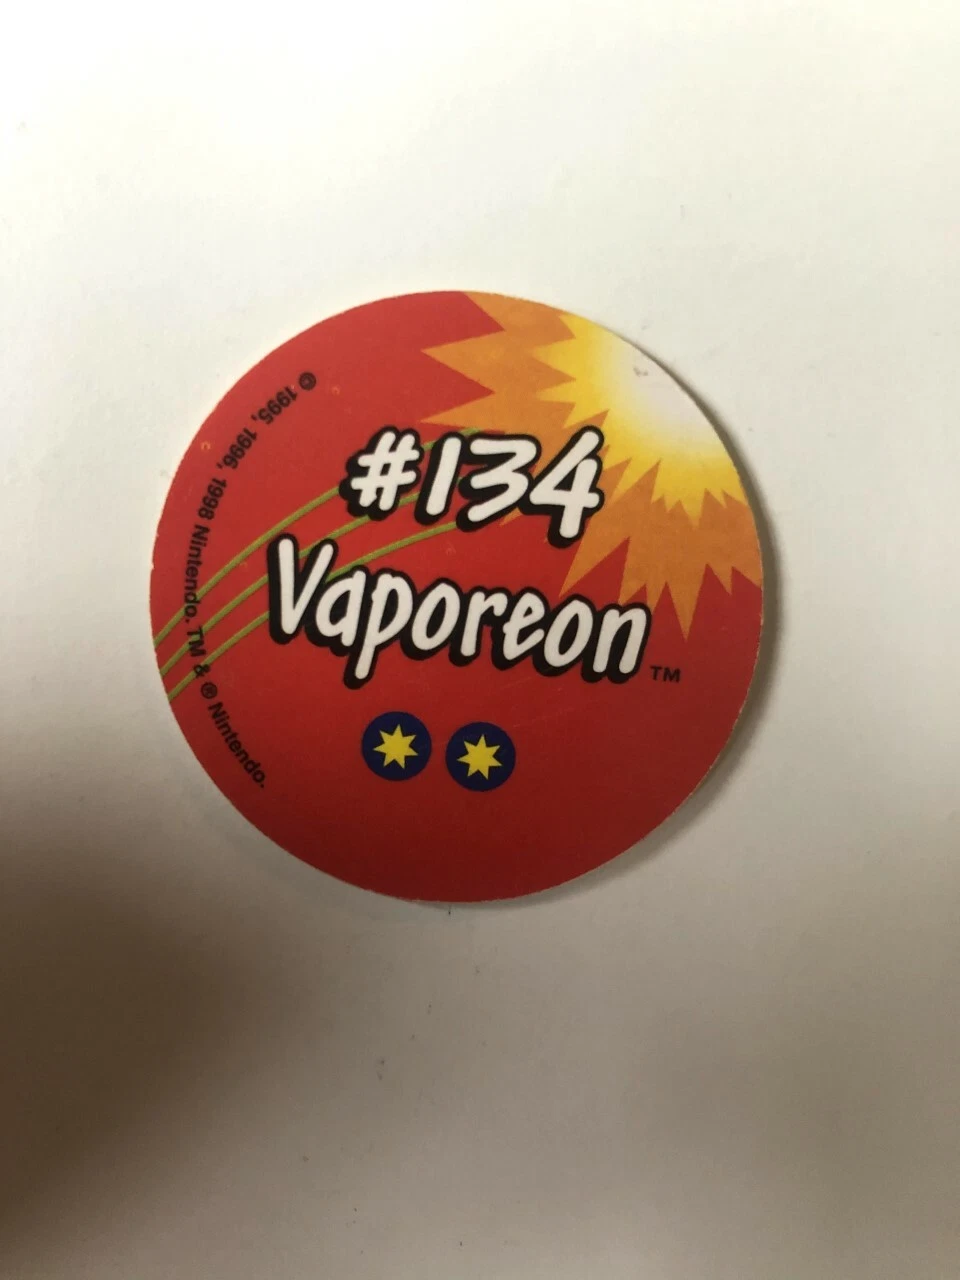 #134
Vaporeon™
© 1995, 1996, 1998 Nintendo. TM & ® Nintendo.